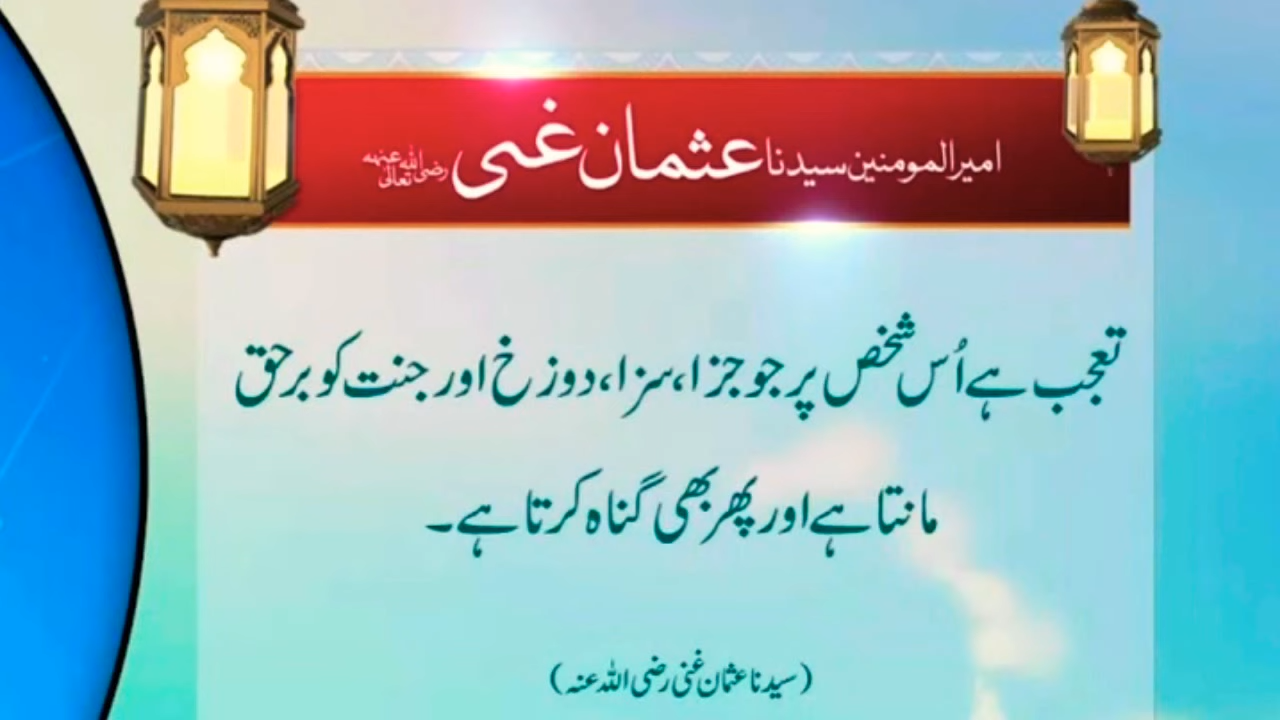 امیرالمومنین سیدنا عثمان غنی رضی اللہ تعالیٰ عنہ
تعجب ہے اُس شخص پر جو جزا، سزا، دوزخ اور جنت کو برحق
مانتا ہے اور پھر بھی گناہ کرتا ہے۔
(سیدنا عثمان غنی رضی اللہ عنہ)